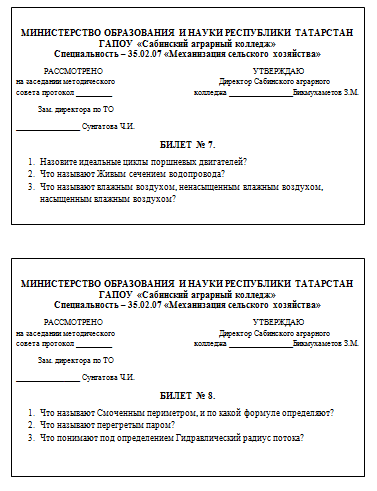 МИНИСТЕРСТВО ОБРАЗОВАНИЯ И НАУКИ РЕСПУБЛИКИ ТАТАРСТАН
ГАПОУ «Сабинский аграрный колледж»
Специальность – 35.02.07 «Механизация сельского хозяйства»
РАССМОТРЕНО УТВЕРЖДАЮ
на заседании методического Директор Сабинского аграрного
совета протокол _________ колледжа ________________Бикмухаметов З.М.
Зам. директора по ТО
________________ Сунгатова Ч.И.
БИЛЕТ № 7.
1. Назовите идеальные циклы поршневых двигателей?
2. Что называют Живым сечением водопровода?
3. Что называют влажным воздухом, ненасыщенным влажным воздухом,
насыщенным влажным воздухом?
МИНИСТЕРСТВО ОБРАЗОВАНИЯ И НАУКИ РЕСПУБЛИКИ ТАТАРСТАН
ГАПОУ «Сабинский аграрный колледж»
Специальность – 35.02.07 «Механизация сельского хозяйства»
РАССМОТРЕНО УТВЕРЖДАЮ
на заседании методического Директор Сабинского аграрного
совета протокол _________ колледжа ________________Бикмухаметов З.М.
Зам. директора по ТО
________________ Сунгатова Ч.И.
БИЛЕТ № 8.
1. Что называют Смоченным периметром, и по какой формуле определяют?
2. Что называют перегретым паром?
3. Что понимают под определением Гидравлический радиус потока?